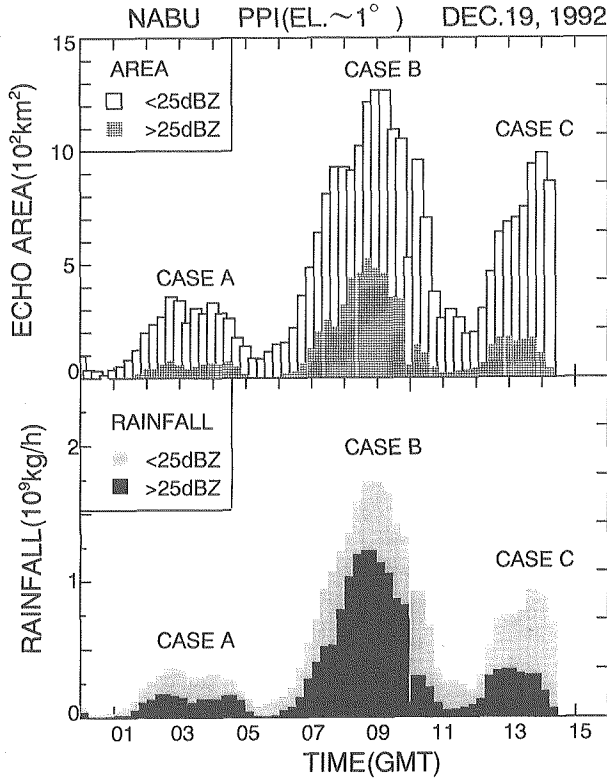 NABU PPI(EL.~1° ) DEC.19, 1992
15
AREA
<25dBZ
>25dBZ
CASE B
CASE C
10
ECHO AREA(10²km²)
5
CASE A
0
RAINFALL
<25dBZ
>25dBZ
2
CASE B
RAINFALL(10⁹kg/h)
1
CASE C
CASE A
0
01 03 05 07 09 11 13 15
TIME(GMT)